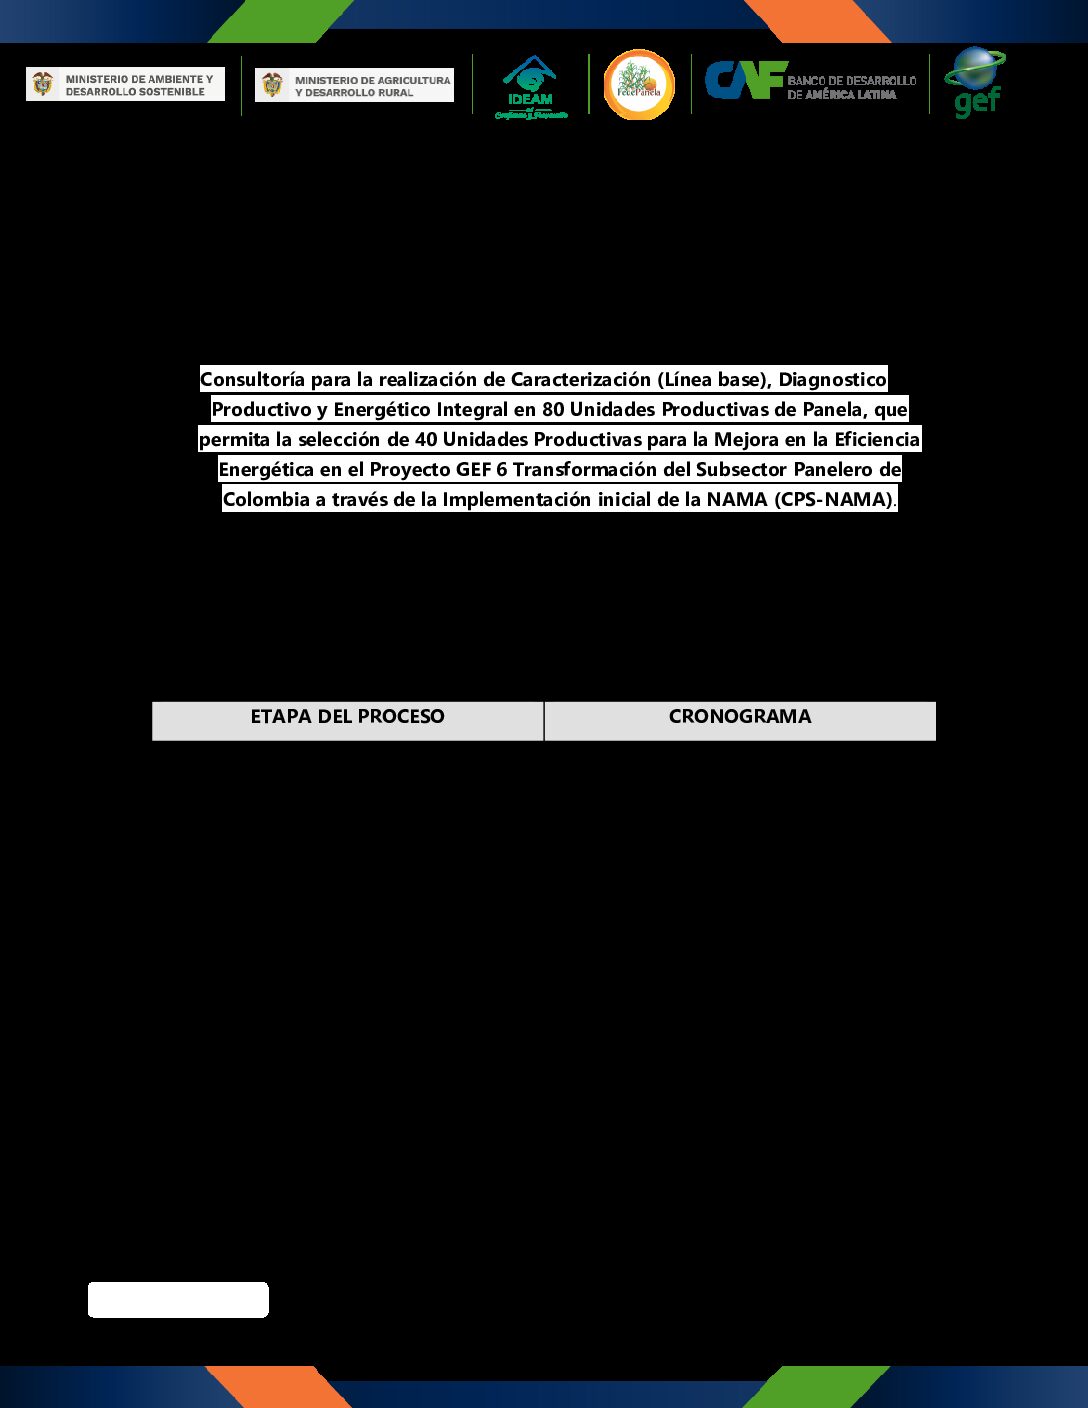 MINISTERIO DE AMBIENTE Y
DESARROLLO SOSTENIBLE
MINISTERIO DE AGRICULTURA
Y DESARROLLO RURAL
IDEAM
FedePanela
CAF
BANCO DE DESARROLLO
DE AMÉRICA LATINA
gef
Consultoría para la realización de Caracterización (Línea base), Diagnostico
Productivo y Energético Integral en 80 Unidades Productivas de Panela, que
permita la selección de 40 Unidades Productivas para la Mejora en la Eficiencia
Energética en el Proyecto GEF 6 Transformación del Subsector Panelero de
Colombia a través de la Implementación inicial de la NAMA (CPS-NAMA).
ETAPA DEL PROCESO
CRONOGRAMA